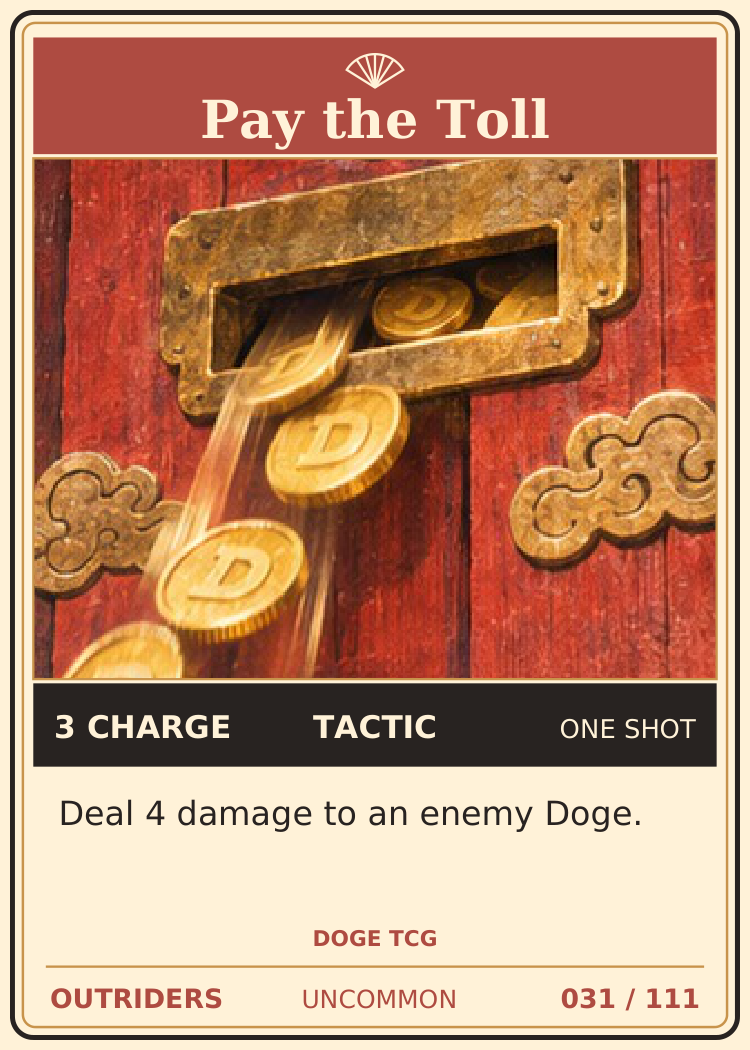 Pay the Toll
D
D
D
D
3 CHARGE TACTIC ONE SHOT
Deal 4 damage to an enemy Doge.
DOGE TCG
OUTRIDERS UNCOMMON 031 / 111